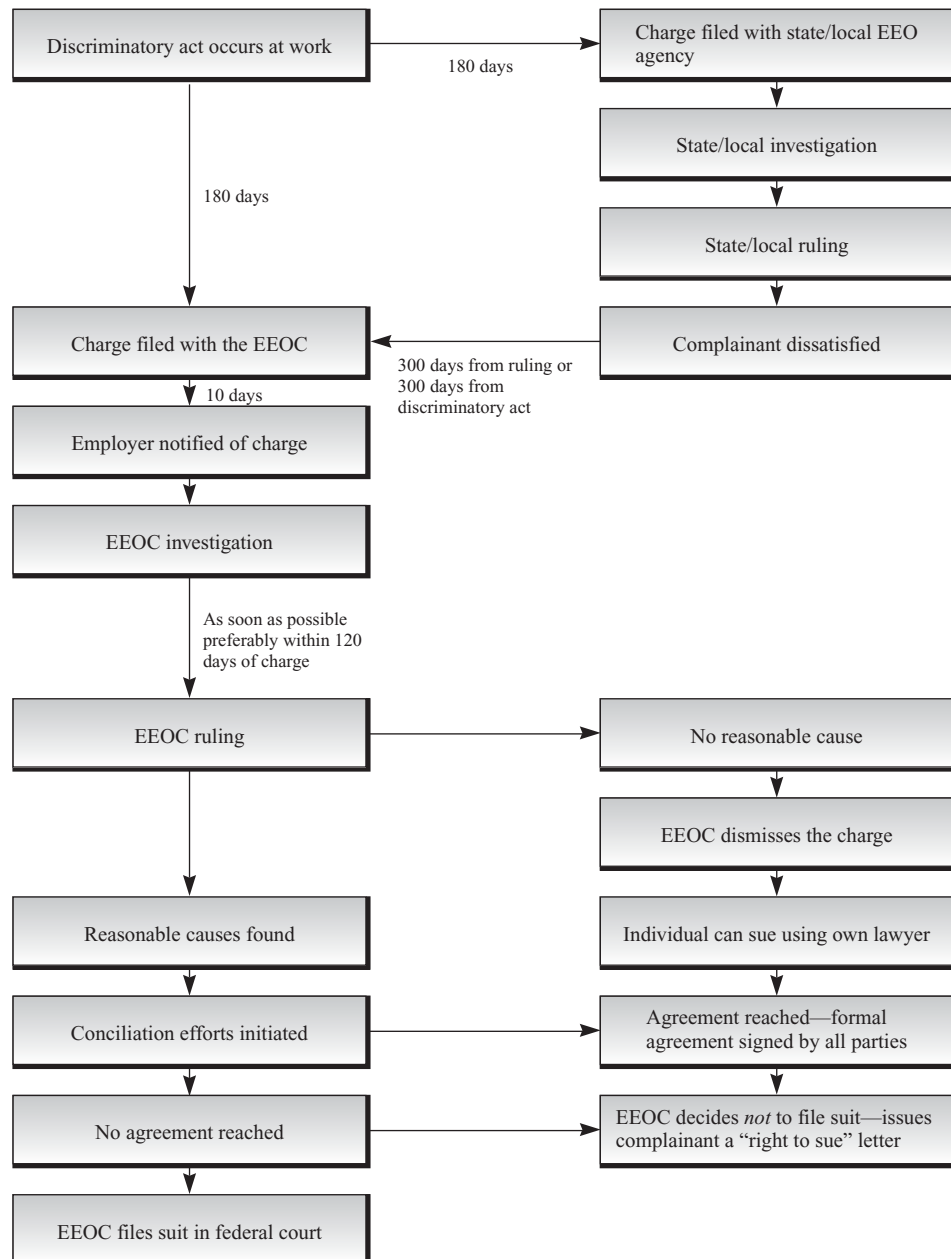 Discriminatory act occurs at work
180 days
Charge filed with state/local EEO
agency
State/local investigation
180 days
State/local ruling
Charge filed with the EEOC
Complainant dissatisfied
300 days from ruling or
300 days from
discriminatory act
10 days
Employer notified of charge
EEOC investigation
As soon as possible
preferably within 120
days of charge
EEOC ruling
No reasonable cause
EEOC dismisses the charge
Reasonable causes found
Individual can sue using own lawyer
Conciliation efforts initiated
Agreement reached—formal
agreement signed by all parties
No agreement reached
EEOC decides not to file suit—issues
complainant a “right to sue” letter
EEOC files suit in federal court